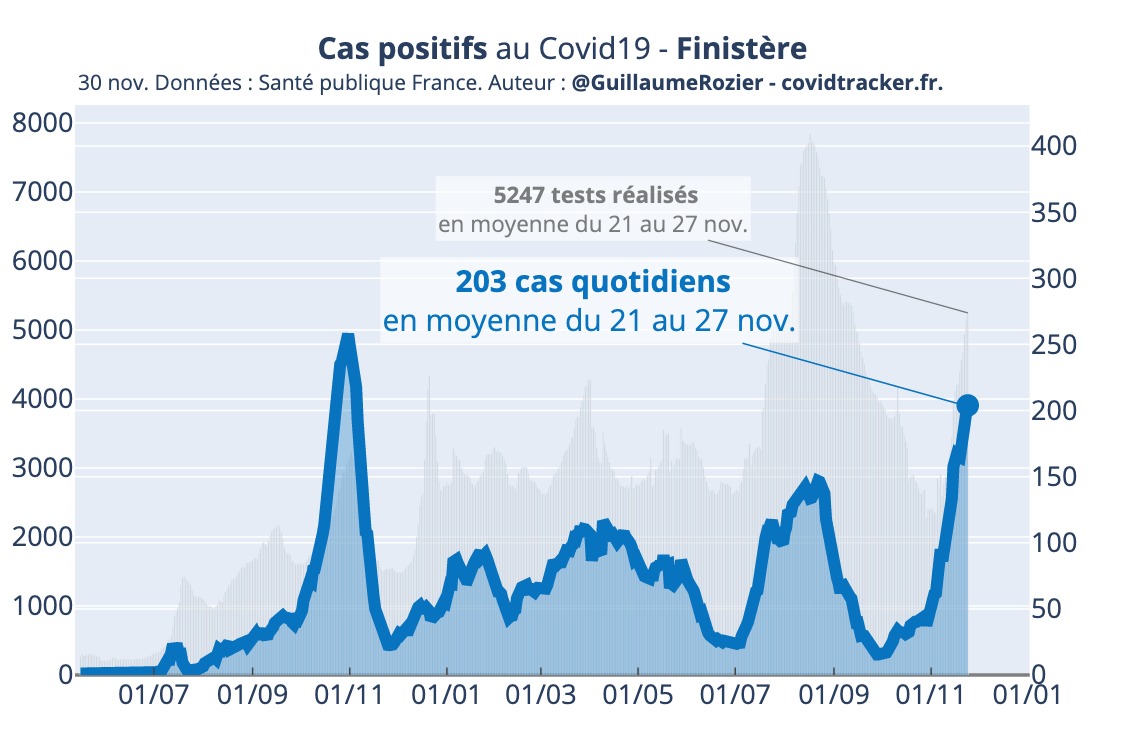 Cas positifs au Covid19 - Finistère
30 nov. Données : Santé publique France. Auteur : @GuillaumeRozier - covidtracker.fr.
8000
7000
6000
5000
4000
3000
2000
1000
0
400
350
300
250
200
150
100
50
0
5247 tests réalisés
en moyenne du 21 au 27 nov.
203 cas quotidiens
en moyenne du 21 au 27 nov.
01/07 01/09 01/11 01/01 01/03 01/05 01/07 01/09 01/11 01/01